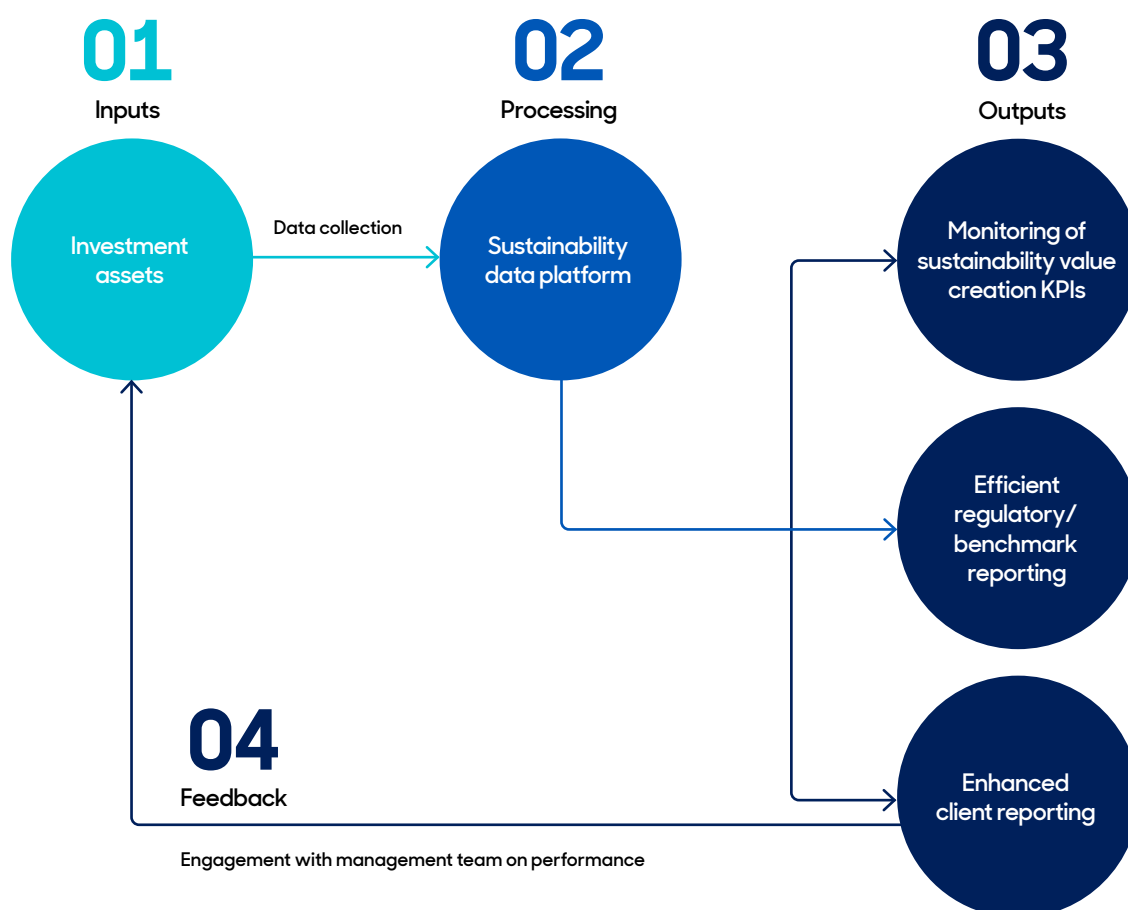 01
Inputs
02
Processing
03
Outputs
Investment
assets
Data collection
Sustainability
data platform
Monitoring of
sustainability value
creation KPIs
Efficient
regulatory/
benchmark
reporting
Enhanced
client reporting
04
Feedback
Engagement with management team on performance